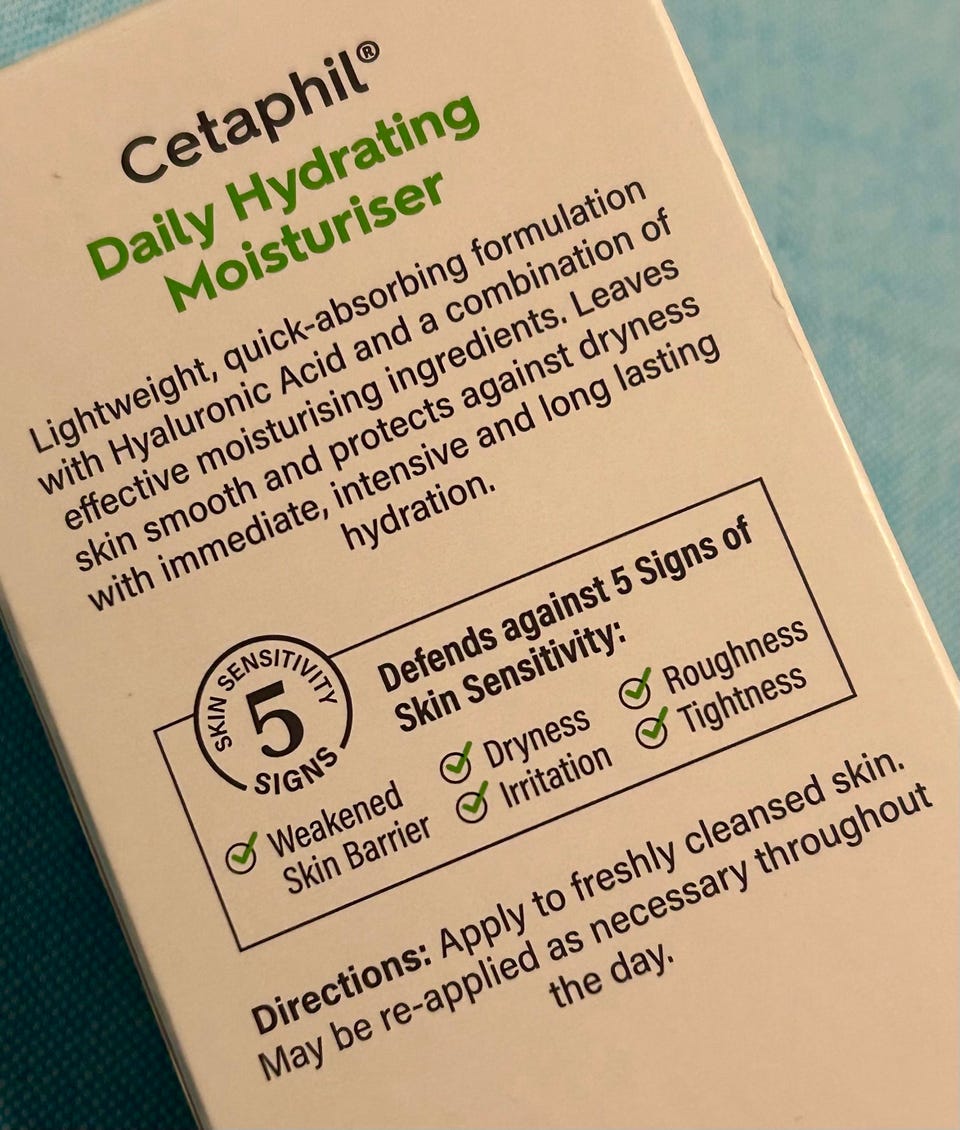 Cetaphil®
Daily Hydrating
Moisturiser
Lightweight, quick-absorbing formulation
with Hyaluronic Acid and a combination of
effective moisturising ingredients. Leaves
skin smooth and protects against dryness
with immediate, intensive and long lasting
hydration.
SKIN SENSITIVITY
5
SIGNS
Defends against 5 Signs of
Skin Sensitivity:
Weakened
Skin Barrier
Dryness
Irritation
Roughness
Tightness
Directions: Apply to freshly cleansed skin.
May be re-applied as necessary throughout
the day.